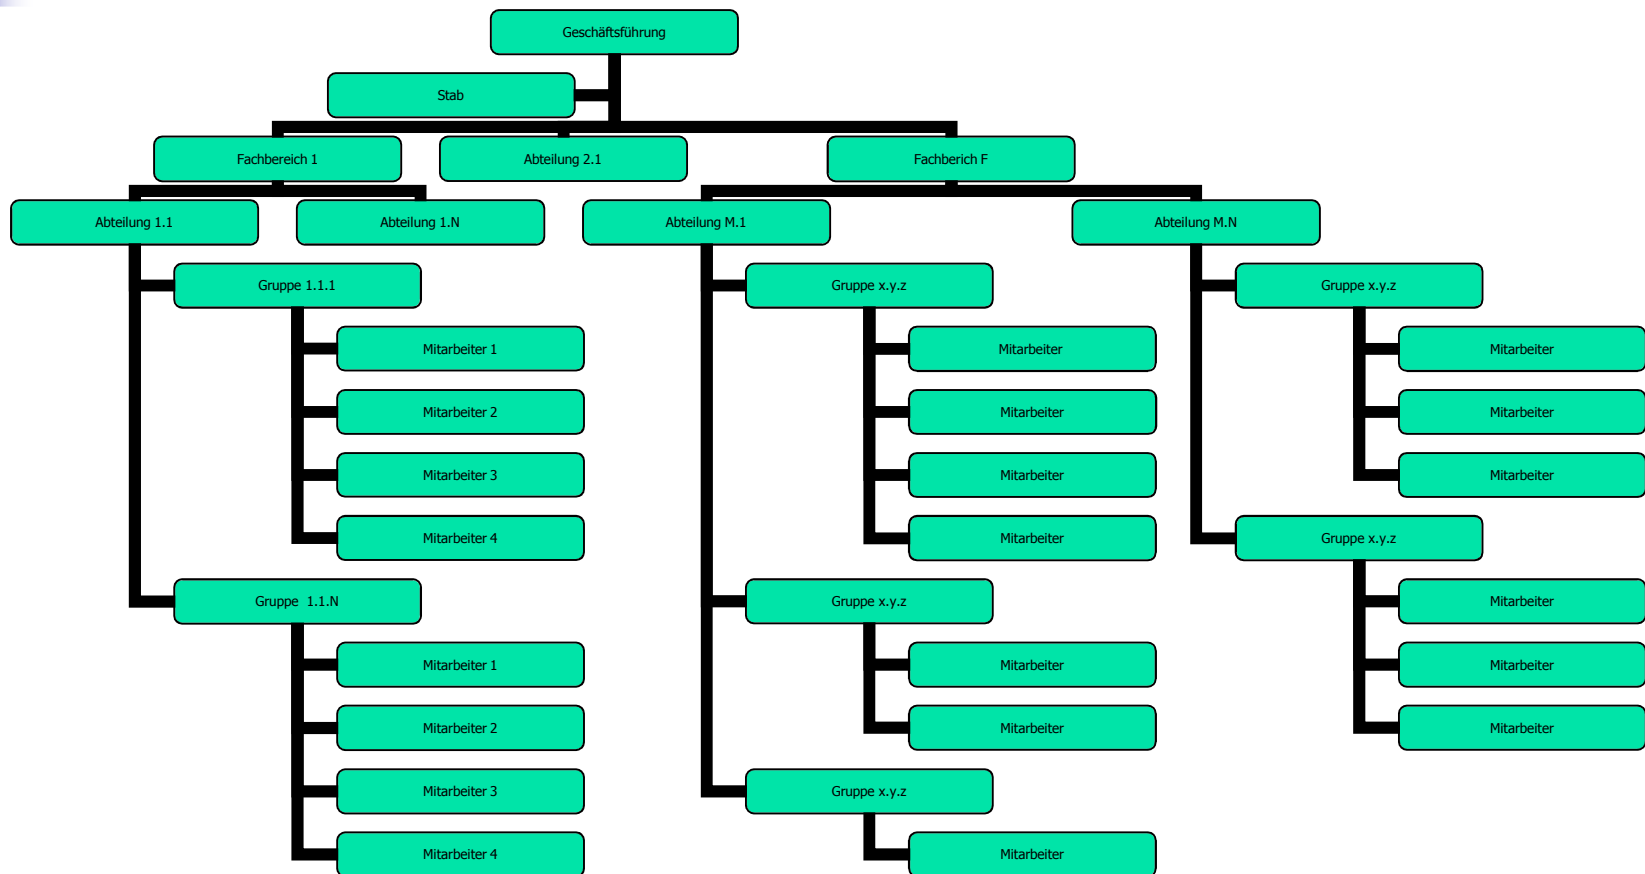 Geschäftsführung
Stab
Fachbereich 1
Abteilung 2.1
Fachberich F
Abteilung 1.1
Abteilung 1.N
Abteilung M.1
Abteilung M.N
Gruppe 1.1.1
Gruppe x.y.z
Gruppe x.y.z
Mitarbeiter 1
Mitarbeiter
Mitarbeiter
Mitarbeiter 2
Mitarbeiter
Mitarbeiter
Mitarbeiter 3
Mitarbeiter
Mitarbeiter
Mitarbeiter 4
Mitarbeiter
Gruppe x.y.z
Gruppe  1.1.N
Gruppe x.y.z
Mitarbeiter
Mitarbeiter 1
Mitarbeiter
Mitarbeiter
Mitarbeiter 2
Mitarbeiter
Mitarbeiter
Mitarbeiter 3
Gruppe x.y.z
Mitarbeiter 4
Mitarbeiter